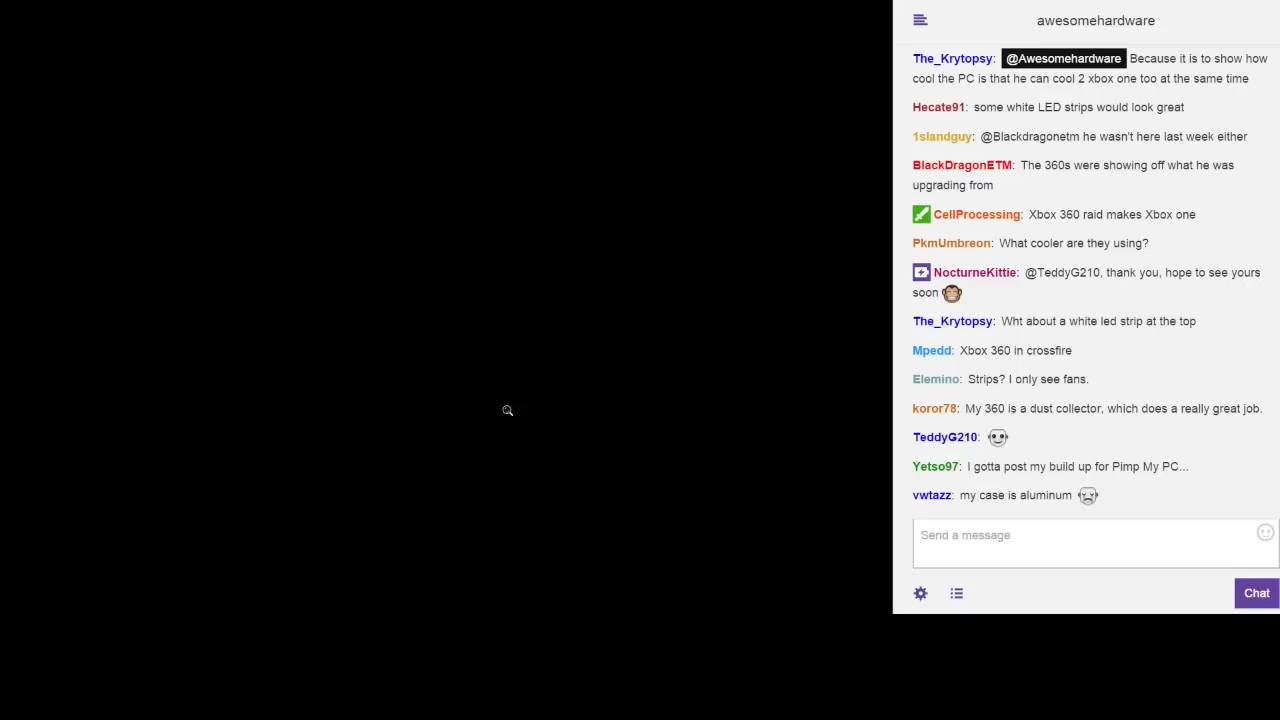 awesomehardware
The_Krytopsy: @Awesomehardware Because it is to show how
cool the PC is that he can cool 2 xbox one too at the same time
Hecate91: some white LED strips would look great
1slandguy: @Blackdragonetm he wasn't here last week either
BlackDragonETM: The 360s were showing off what he was
upgrading from
CellProcessing: Xbox 360 raid makes Xbox one
PkmUmbreon: What cooler are they using?
NocturneKittie: @TeddyG210, thank you, hope to see yours
soon
The_Krytopsy: Wht about a white led strip at the top
Mpedd: Xbox 360 in crossfire
Elemino: Strips? I only see fans.
koror78: My 360 is a dust collector, which does a really great job.
TeddyG210:
Yetso97: I gotta post my build up for Pimp My PC...
vwtazz: my case is aluminum
Send a message
Chat